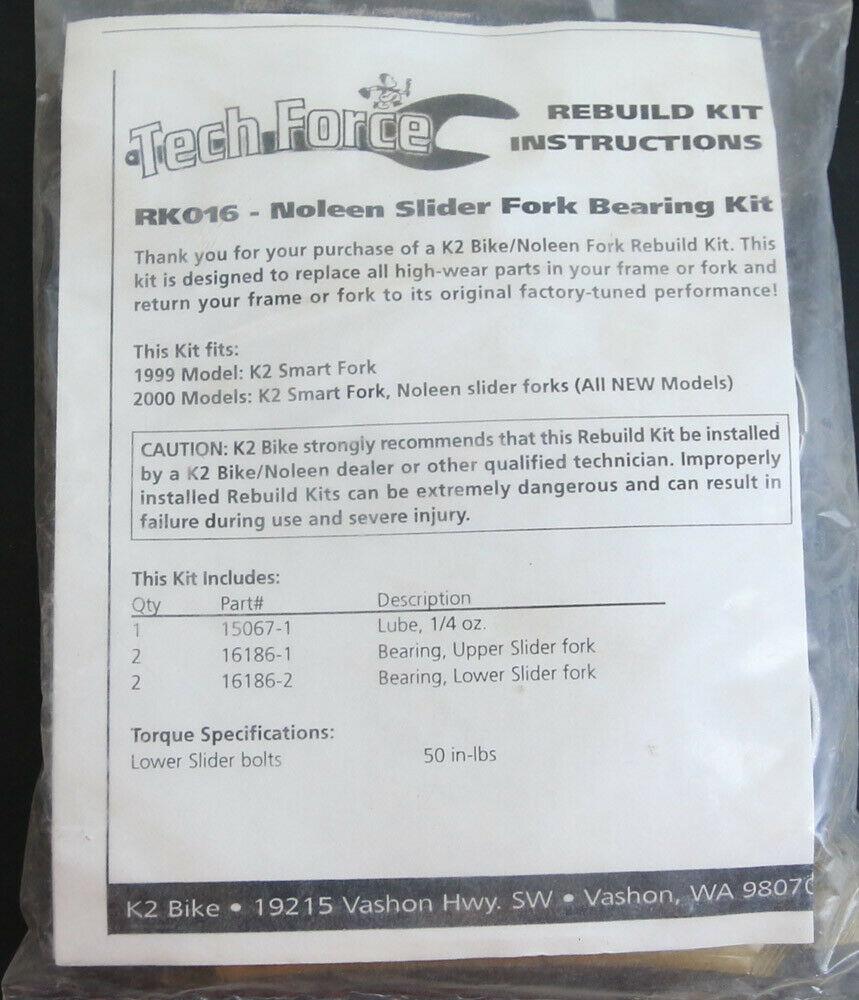 Tech Force
REBUILD KIT
INSTRUCTIONS
RK016 - Noleen Slider Fork Bearing Kit
Thank you for your purchase of a K2 Bike/Noleen Fork Rebuild Kit. This
kit is designed to replace all high-wear parts in your frame or fork and
return your frame or fork to its original factory-tuned performance!
This Kit fits:
1999 Model: K2 Smart Fork
2000 Models: K2 Smart Fork, Noleen slider forks (All NEW Models)
CAUTION: K2 Bike strongly recommends that this Rebuild Kit be installed
by a K2 Bike/Noleen dealer or other qualified technician. Improperly
installed Rebuild Kits can be extremely dangerous and can result in
failure during use and severe injury.
This Kit Includes:
Qty Part# Description
1 15067-1 Lube, 1/4 oz.
2 16186-1 Bearing, Upper Slider fork
2 16186-2 Bearing, Lower Slider fork
Torque Specifications:
Lower Slider bolts 50 in-lbs
K2 Bike • 19215 Vashon Hwy. SW • Vashon, WA 98070